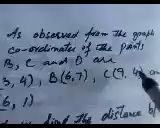 As observed from the graph
co-ordinates of the points
B, C and D are
3, 4), B(6,7), C(9, 4)
6, 1)
find the distance b